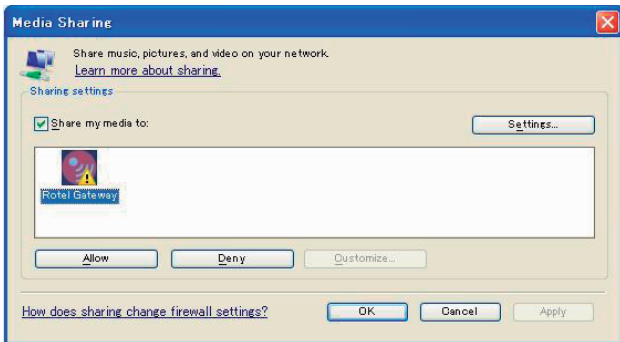 Media Sharing
Share music, pictures, and video on your network.
Learn more about sharing.
Sharing settings
Share my media to:
Settings...
Rotel Gateway
Allow
Deny
Customize...
How does sharing change firewall settings?
OK
Cancel
Apply